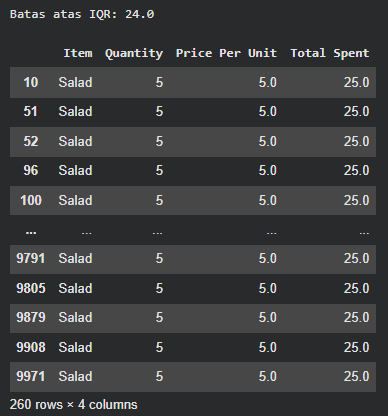 Batas atas IQR: 24.0
Item Quantity Price Per Unit Total Spent
10 Salad 5 5.0 25.0
51 Salad 5 5.0 25.0
52 Salad 5 5.0 25.0
96 Salad 5 5.0 25.0
100 Salad 5 5.0 25.0
... ... ... ... ...
9791 Salad 5 5.0 25.0
9805 Salad 5 5.0 25.0
9879 Salad 5 5.0 25.0
9908 Salad 5 5.0 25.0
9971 Salad 5 5.0 25.0
260 rows × 4 columns